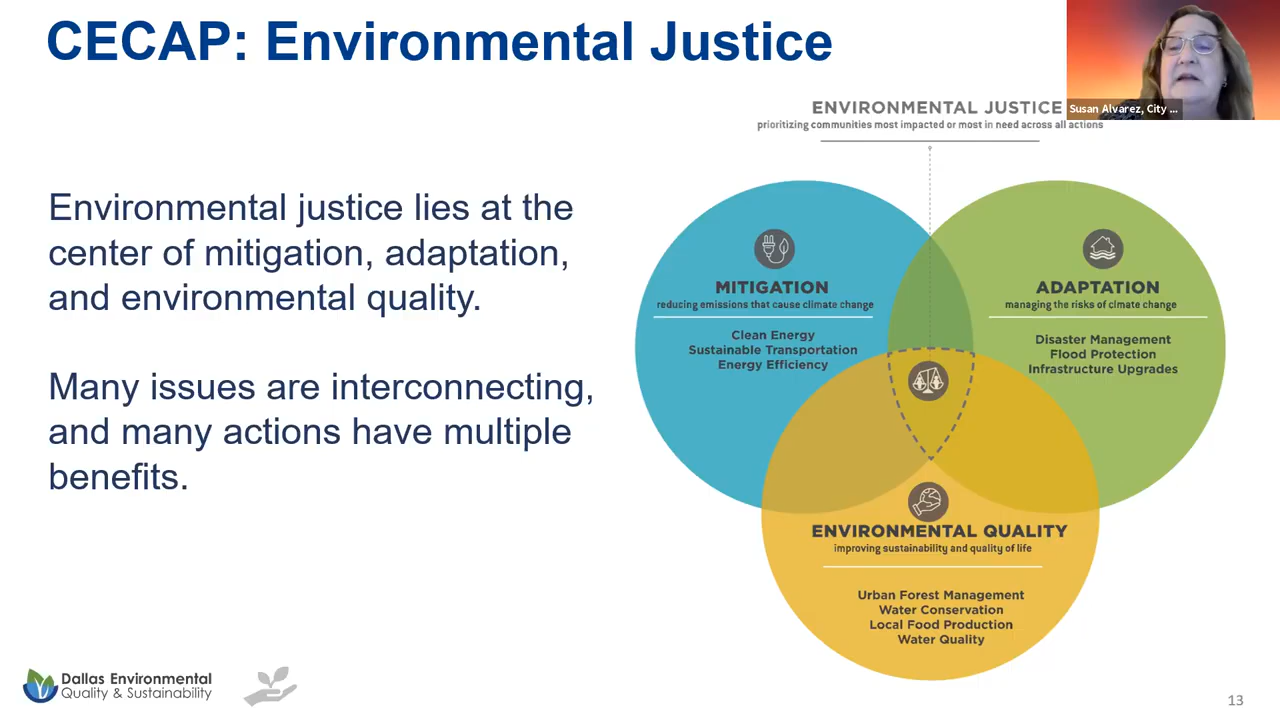 CECAP: Environmental Justice
Susan Alvarez, City ...
ENVIRONMENTAL JUSTICE
prioritizing communities most impacted or most in need across all actions
Environmental justice lies at the
center of mitigation, adaptation,
and environmental quality.
Many issues are interconnecting,
and many actions have multiple
benefits.
MITIGATION
reducing emissions that cause climate change
Clean Energy
Sustainable Transportation
Energy Efficiency
ADAPTATION
managing the risks of climate change
Disaster Management
Flood Protection
Infrastructure Upgrades
ENVIRONMENTAL QUALITY
improving sustainability and quality of life
Urban Forest Management
Water Conservation
Local Food Production
Water Quality
Dallas Environmental
Quality & Sustainability
13